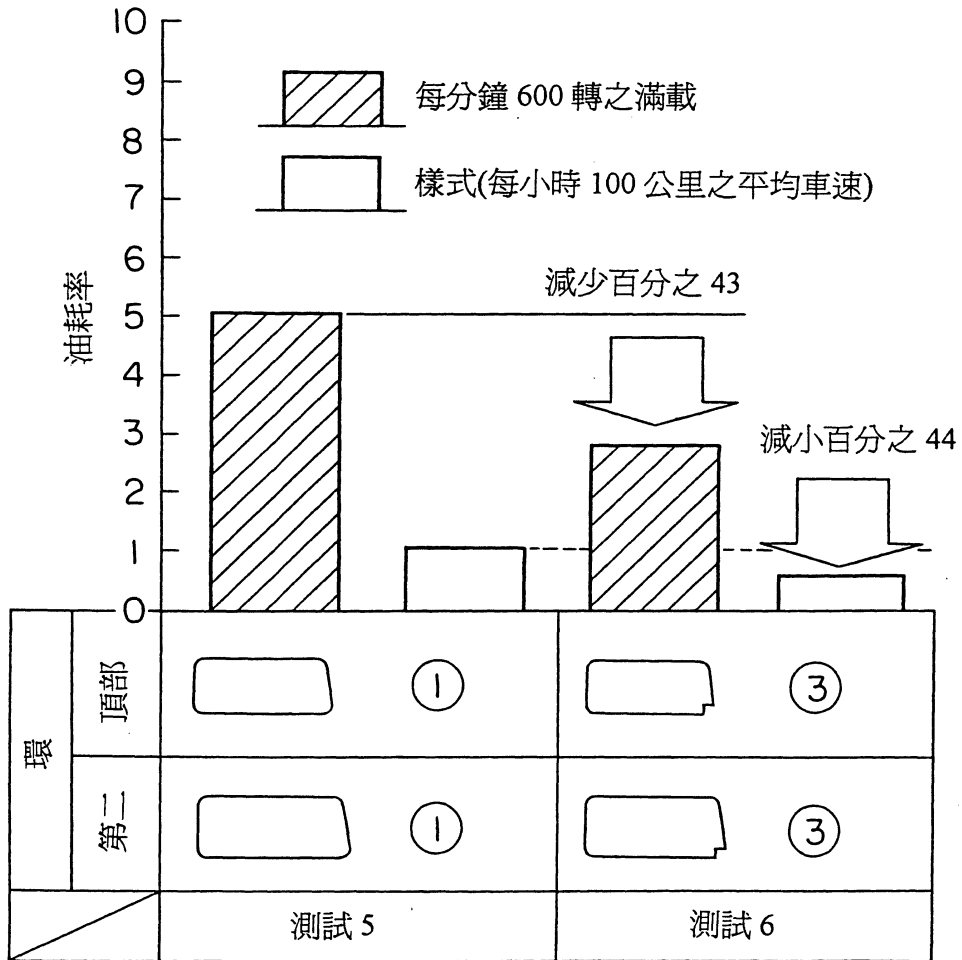 10
9
每分鐘 600 轉之滿載
8
樣式(每小時 100 公里之平均車速)
7
6
減少百分之 43
油耗率
5
4
3
減小百分之 44
2
1
0
環
頂部
①
③
第二
①
③
測試 5
測試 6